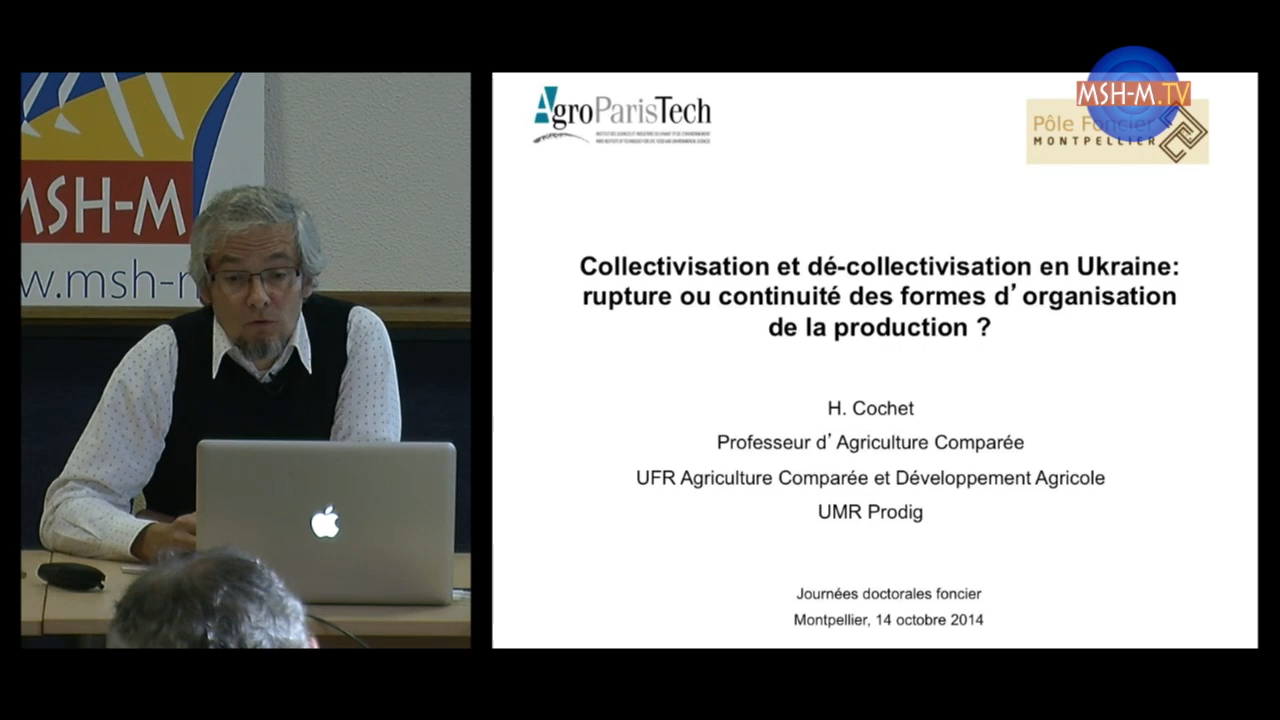 MSH-M
w.msh-m
AgroParisTech
MSH-M.TV
Pôle Foncier
MONTPELLIER
Collectivisation et dé-collectivisation en Ukraine:
rupture ou continuité des formes d’organisation
de la production ?
H. Cochet
Professeur d’Agriculture Comparée
UFR Agriculture Comparée et Développement Agricole
UMR Prodig
Journées doctorales foncier
Montpellier, 14 octobre 2014